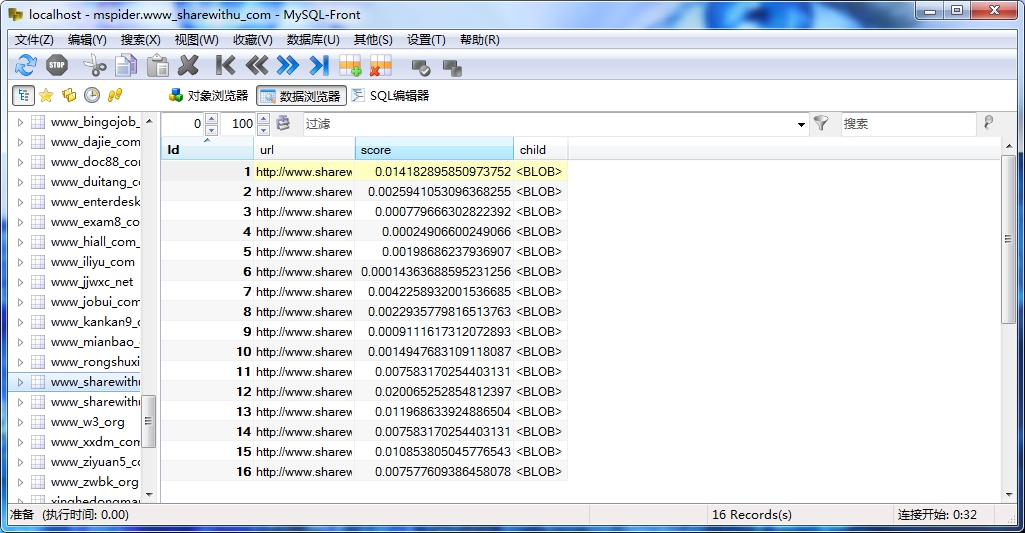 localhost - mspider.www_sharewithu_com - MySQL-Front
文件(Z) 编辑(Y) 搜索(X) 视图(W) 收藏(V) 数据库(U) 其他(S) 设置(T) 帮助(R)
STOP
对象浏览器 数据浏览器 SQL编辑器
0 100 过滤 搜索
Id url score child
1 http://www.sharew 0.014182895850973752 <BLOB>
2 http://www.sharew 0.0025941053096368255 <BLOB>
3 http://www.sharew 0.000779666302822392 <BLOB>
4 http://www.sharew 0.00024906600249066 <BLOB>
5 http://www.sharew 0.00198686237936907 <BLOB>
6 http://www.sharew 0.00014363688595231256 <BLOB>
7 http://www.sharew 0.0042258932001536685 <BLOB>
8 http://www.sharew 0.0022935779816513763 <BLOB>
9 http://www.sharew 0.0009111617312072893 <BLOB>
10 http://www.sharew 0.0014947683109118087 <BLOB>
11 http://www.sharew 0.007583170254403131 <BLOB>
12 http://www.sharew 0.020065252854812397 <BLOB>
13 http://www.sharew 0.011968633924886504 <BLOB>
14 http://www.sharew 0.007583170254403131 <BLOB>
15 http://www.sharew 0.010853805045776543 <BLOB>
16 http://www.sharew 0.007577609386458078 <BLOB>
www_bingojob_
www_dajie_com
www_doc88_co
www_duitang_c
www_enterdesk
www_exam8_co
www_hiall_com_
www_iliyu_com
www_jjwxc_net
www_jobui_com
www_kankan9_c
www_mianbao_
www_rongshuxi
www_sharewithu
www_sharewithu
www_w3_org
www_xxdm_com
www_ziyuan5_co
www_zwbk_org
xinghedongman
准备 (执行时间: 0.00) 16 Records(s) 连接开始: 0:32